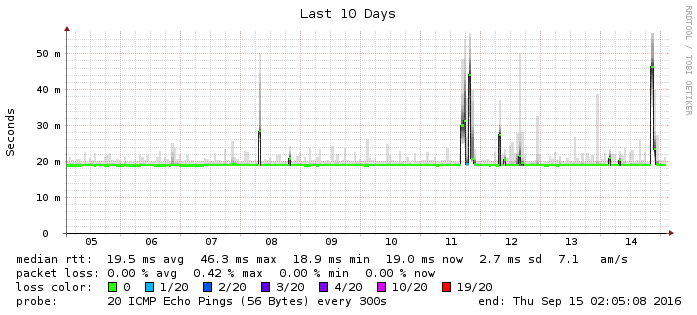 Last 10 Days
RRDTOOL / TOBI OETIKER
Seconds
50 m
40 m
30 m
20 m
10 m
0
05 06 07 08 09 10 11 12 13 14
median rtt: 19.5 ms avg 46.3 ms max 18.9 ms min 19.0 ms now 2.7 ms sd 7.1 am/s
packet loss: 0.00 % avg 0.42 % max 0.00 % min 0.00 % now
loss color: 0 1/20 2/20 3/20 4/20 10/20 19/20
probe: 20 ICMP Echo Pings (56 Bytes) every 300s end: Thu Sep 15 02:05:08 2016